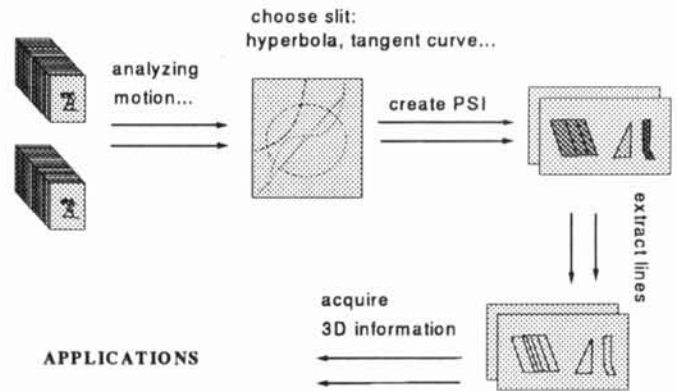 choose slit:
hyperbola, tangent curve...
analyzing
motion...
create PSI
extract lines
acquire
3D information
APPLICATIONS